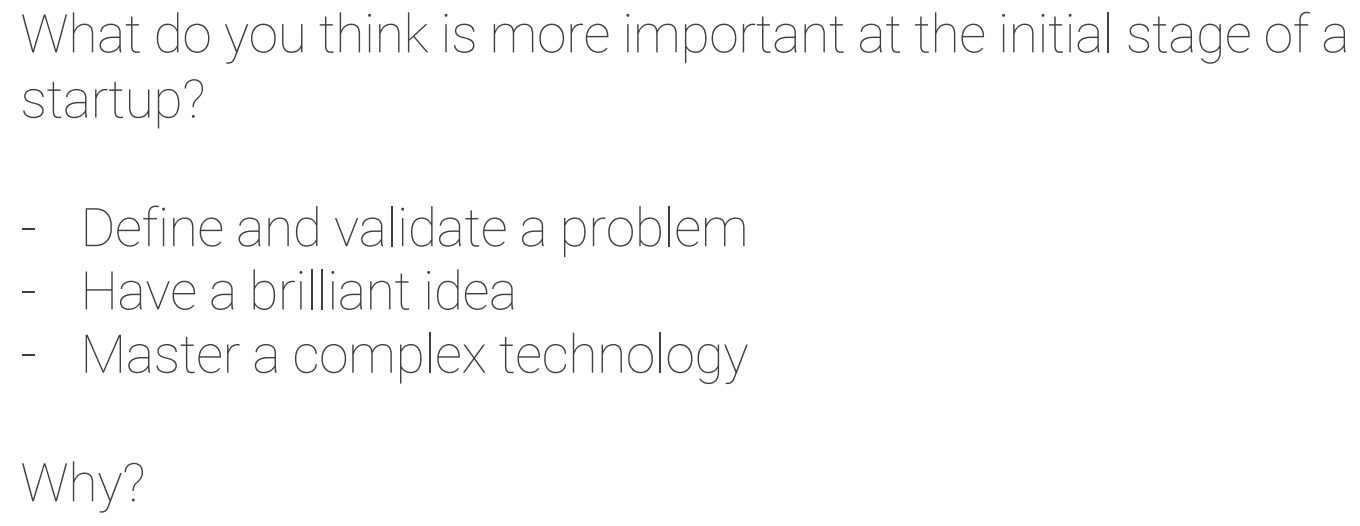 What do you think is more important at the initial stage of a
startup?
- Define and validate a problem
- Have a brilliant idea
- Master a complex technology
Why?